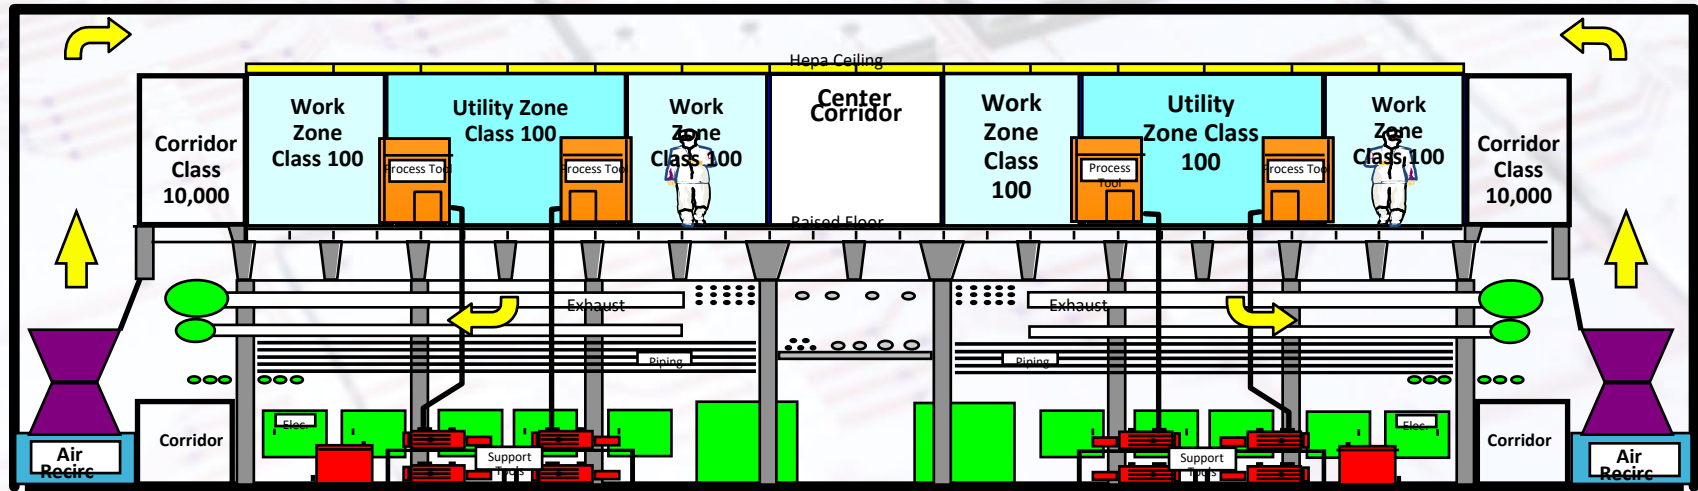 Hepa Ceiling
Corridor
Class
10,000
Work
Zone
Class 100
Utility Zone
Class 100
Work
Zone
Class 100
Center
Corridor
Work
Zone
Class
100
Utility
Zone Class
100
Work
Zone
Class 100
Corridor
Class
10,000
Process Tool
Process Tool
Process
Tool
Process Tool
Raised Floor
Exhaust
Exhaust
Piping
Piping
Elec.
Elec.
Corridor
Corridor
Support
Tools
Support
Tools
Air
Recirc
Air
Recirc